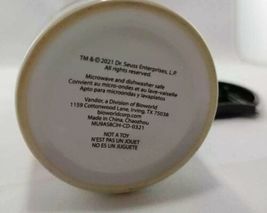 TM & © 2021 Dr. Seuss Enterprises, L.P.
All rights reserved.
Microwave and dishwasher safe
Convient au micro-ondes et au lave-vaisselle
Apto para microondas y lavaplatos
Vandor, a Division of Bioworld
1159 Cottonwood Lane, Irving, TX 75038
bioworldcorp.com
Made in China, Chaozhou
NOT A TOY
N'EST PAS UN JOUET
NO ES UN JUGUETE